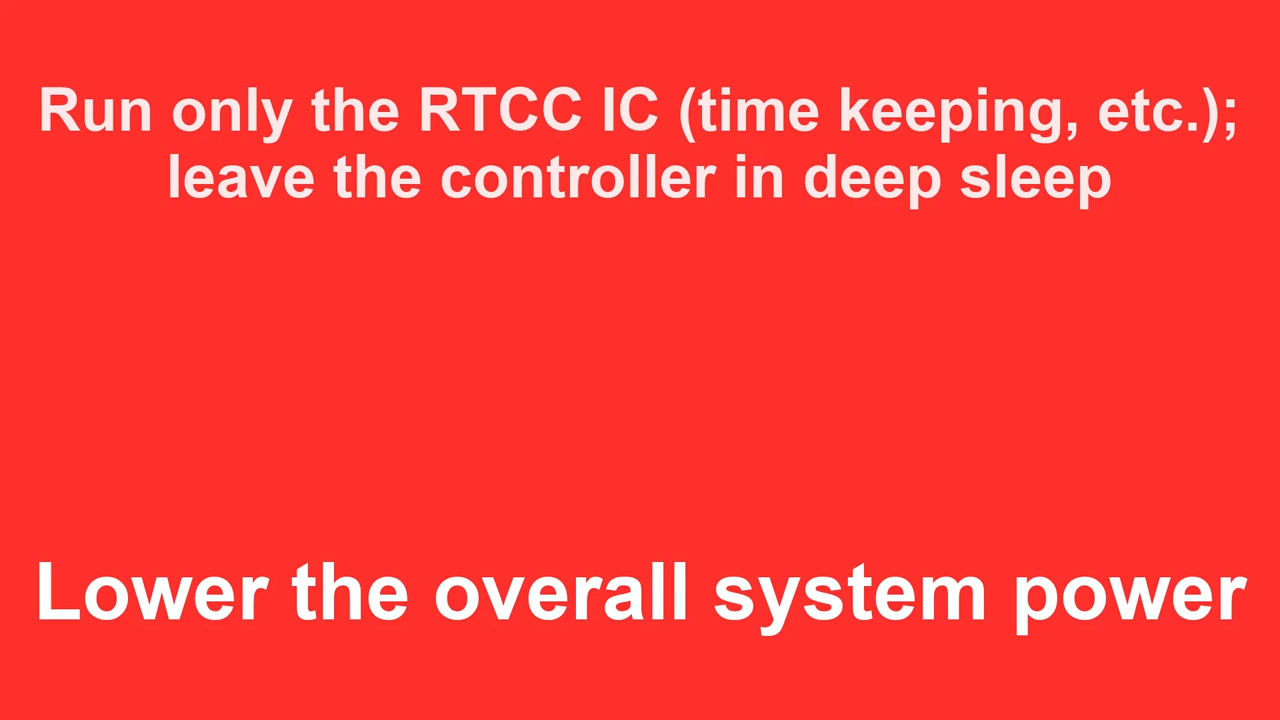 Run only the RTCC IC (time keeping, etc.);
leave the controller in deep sleep
Lower the overall system power